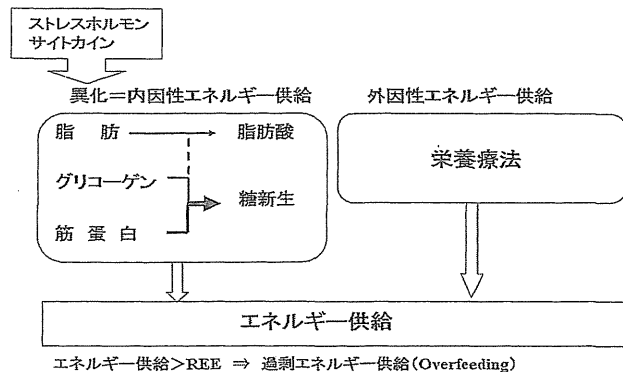 ストレスホルモン
サイトカイン
異化＝内因性エネルギー供給
外因性エネルギー供給
脂　肪
脂肪酸
グリコーゲン
糖新生
筋 蛋 白
栄養療法
エネルギー供給
エネルギー供給>REE ⇒ 過剰エネルギー供給(Overfeeding)